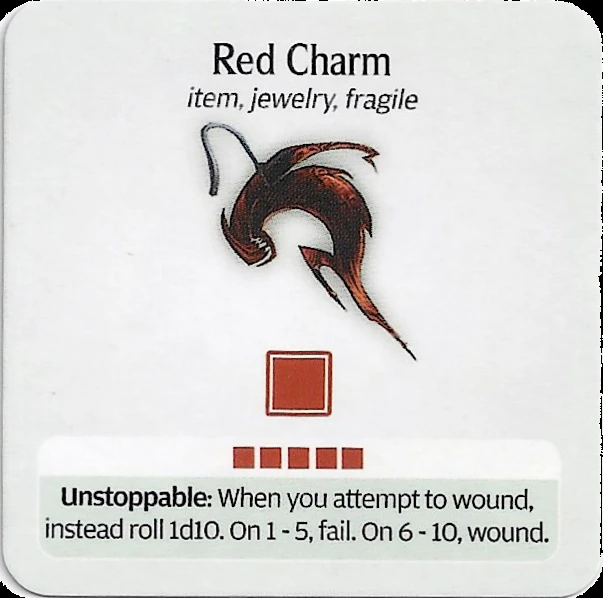 Red Charm
item, jewelry, fragile
Unstoppable: When you attempt to wound,
instead roll 1d10. On 1 - 5, fail. On 6 - 10, wound.